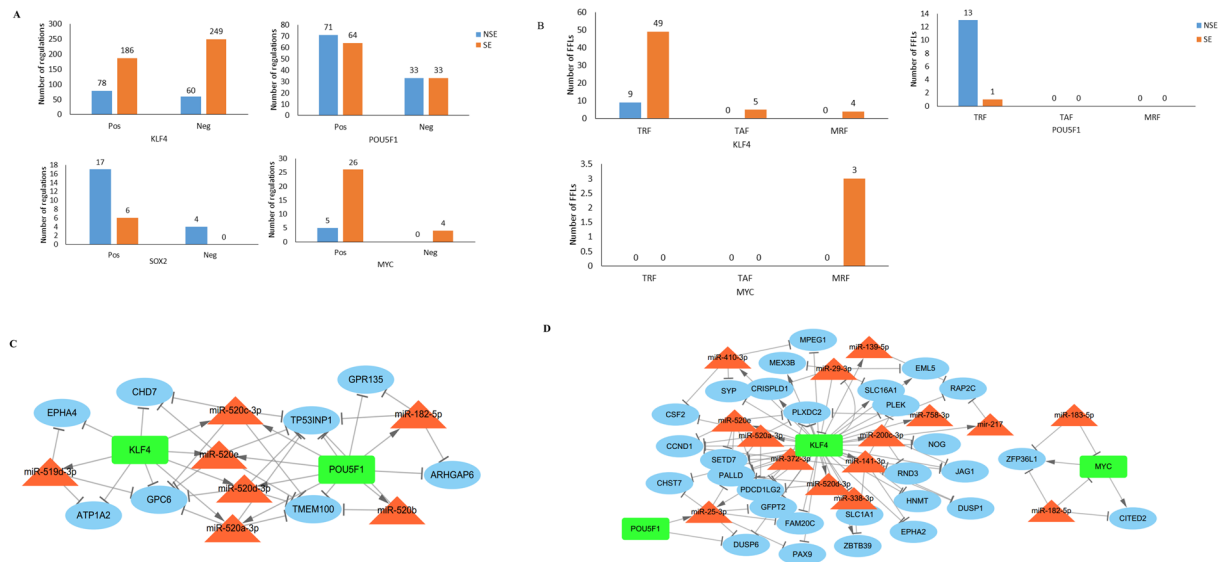 A
Number of regulations
300
250
200
150
100
50
0
78
186
60
249
Pos
Neg
KLF4
Number of regulations
80
70
60
50
40
30
20
10
0
71
64
33
33
Pos
Neg
POU5F1
NSE
SE
Number of regulations
18
16
14
12
10
8
6
4
2
0
17
6
4
0
Pos
Neg
SOX2
Number of regulations
30
25
20
15
10
5
0
5
26
0
4
Pos
Neg
MYC
B
Number of FFLs
60
50
40
30
20
10
0
9
49
0
5
0
4
TRF
TAF
MRF
KLF4
Number of FFLs
14
12
10
8
6
4
2
0
13
1
0
0
0
0
TRF
TAF
MRF
POU5F1
NSE
SE
Number of FFLs
3.5
3
2.5
2
1.5
1
0.5
0
0
0
0
0
0
3
TRF
TAF
MRF
MYC
C
GPR135
CHD7
EPHA4
miR-520c-3p
TP53INP1
miR-182-5p
KLF4
miR-520e
POU5F1
miR-519d-3p
ARHGAP6
miR-520d-3p
GPC6
ATP1A2
TMEM100
miR-520b
miR-520a-3p
D
MPEG1
miR-139-5p
miR-410-3p
MEX3B
miR-29-3p
EML5
SYP
CRISPLD1
SLC16A1
RAP2C
CSF2
PLXDC2
PLEK
miR-758-3p
miR-520e
mir-217
miR-183-5p
CCND1
miR-520a-3p
KLF4
miR-200c-3p
NOG
SETD7
miR-372-3p
miR-141-3p
ZFP36L1
MYC
PALLD
RND3
JAG1
CHST7
PDCD1LG2
miR-520d-3p
HNMT
GFPT2
miR-338-3p
DUSP1
miR-25-3p
SLC1A1
miR-182-5p
FAM20C
CITED2
POU5F1
EPHA2
DUSP6
ZBTB39
PAX9